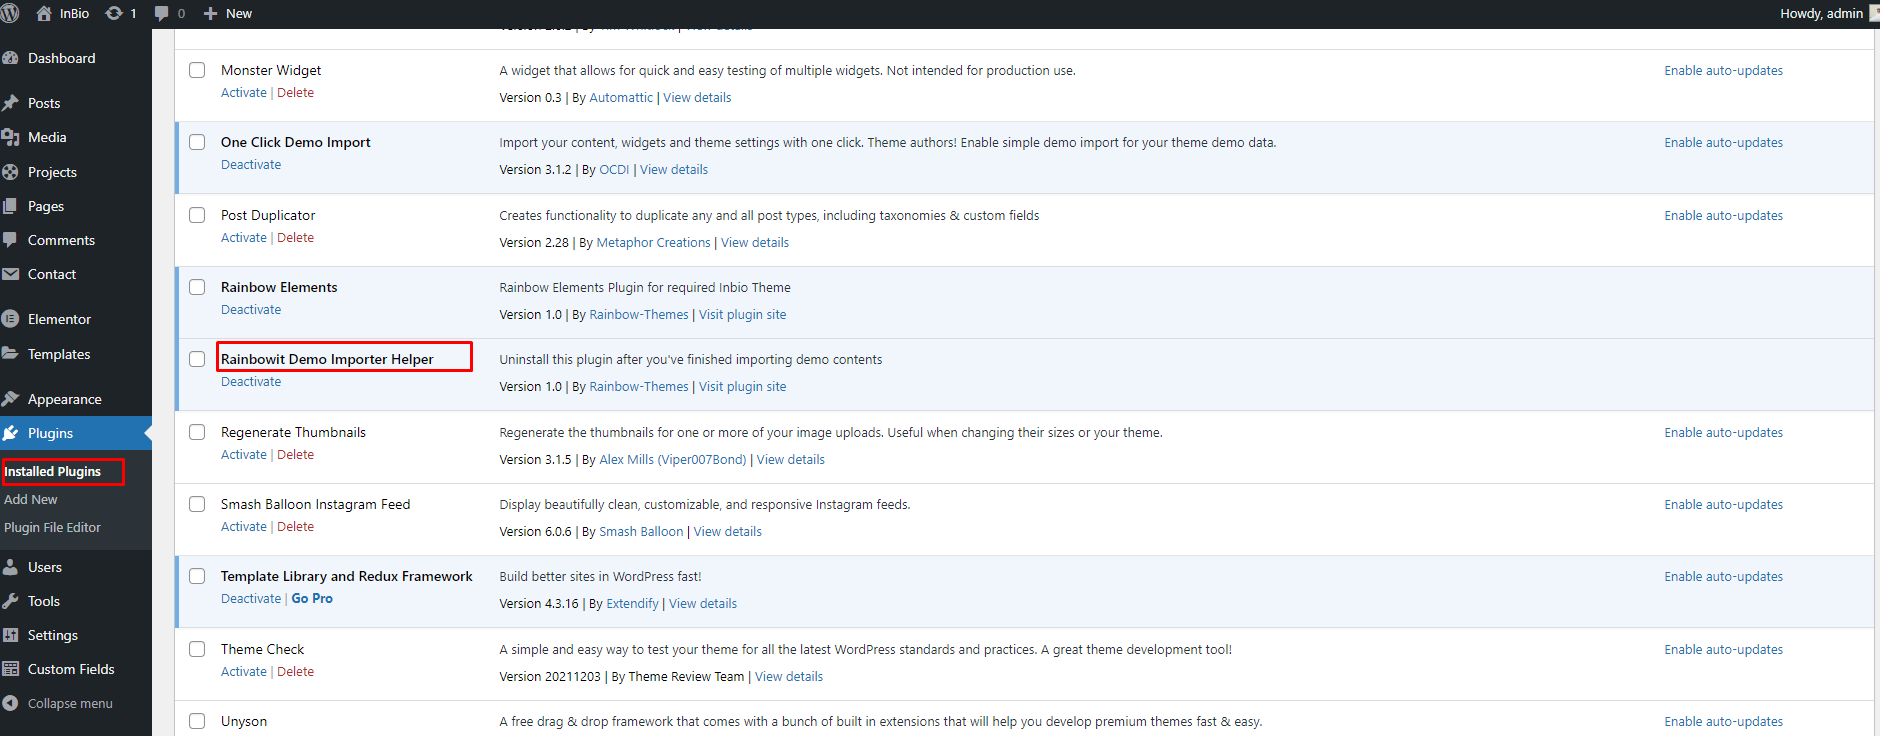 InBio 1 0 New Howdy, admin
Dashboard
Posts
Media
Projects
Pages
Comments
Contact
Elementor
Templates
Appearance
Plugins
Installed Plugins
Add New
Plugin File Editor
Users
Tools
Settings
Custom Fields
Collapse menu
Monster Widget A widget that allows for quick and easy testing of multiple widgets. Not intended for production use. Enable auto-updates
Activate | Delete
Version 0.3 | By Automattic | View details
One Click Demo Import Import your content, widgets and theme settings with one click. Theme authors! Enable simple demo import for your theme demo data. Enable auto-updates
Deactivate
Version 3.1.2 | By OCDI | View details
Post Duplicator Creates functionality to duplicate any and all post types, including taxonomies & custom fields Enable auto-updates
Activate | Delete
Version 2.28 | By Metaphor Creations | View details
Rainbow Elements Rainbow Elements Plugin for required Inbio Theme
Deactivate
Version 1.0 | By Rainbow-Themes | Visit plugin site
Rainbowit Demo Importer Helper Uninstall this plugin after you've finished importing demo contents
Deactivate
Version 1.0 | By Rainbow-Themes | Visit plugin site
Regenerate Thumbnails Regenerate the thumbnails for one or more of your image uploads. Useful when changing their sizes or your theme. Enable auto-updates
Activate | Delete
Version 3.1.5 | By Alex Mills (Viper007Bond) | View details
Smash Balloon Instagram Feed Display beautifully clean, customizable, and responsive Instagram feeds. Enable auto-updates
Activate | Delete
Version 6.0.6 | By Smash Balloon | View details
Template Library and Redux Framework Build better sites in WordPress fast! Enable auto-updates
Deactivate | Go Pro
Version 4.3.16 | By Extendify | View details
Theme Check A simple and easy way to test your theme for all the latest WordPress standards and practices. A great theme development tool! Enable auto-updates
Activate | Delete
Version 20211203 | By Theme Review Team | View details
Unyson A free drag & drop framework that comes with a bunch of built in extensions that will help you develop premium themes fast & easy. Enable auto-updates